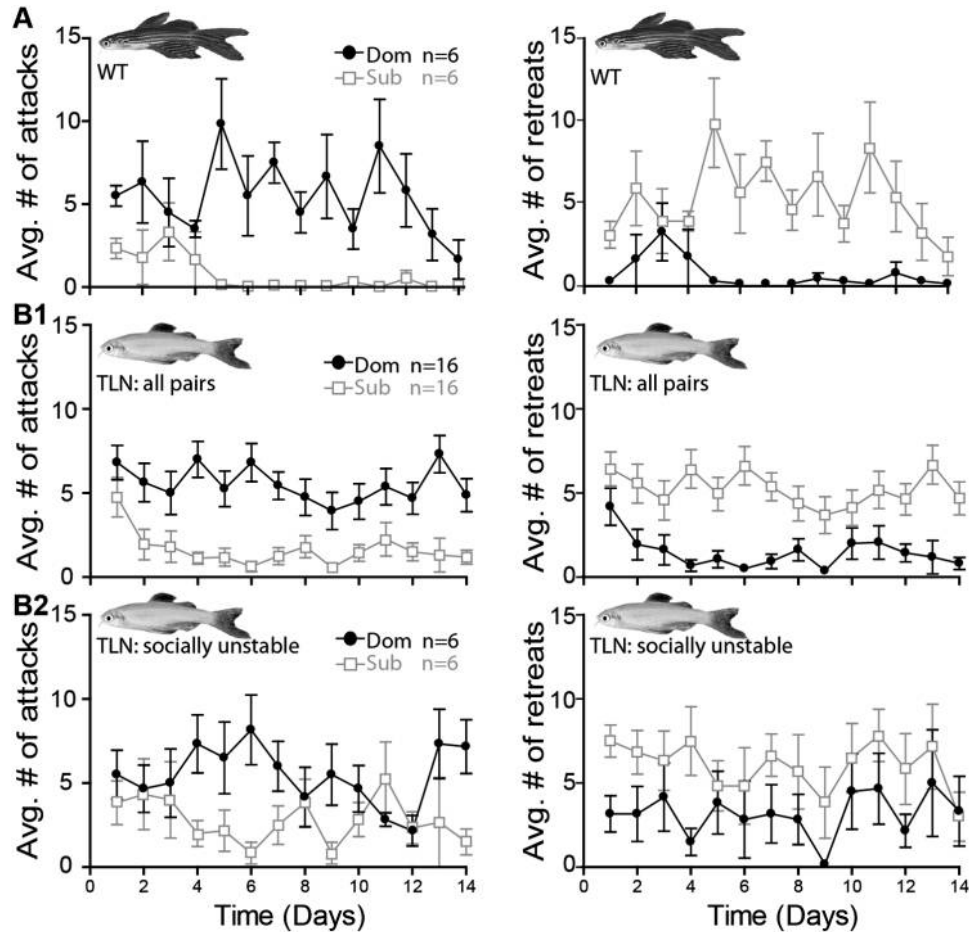 A
Avg. # of attacks
15
10
5
0
WT
Dom n=6
Sub n=6
Avg. # of retreats
15
10
5
0
WT
B1
Avg. # of attacks
15
10
5
0
TLN: all pairs
Dom n=16
Sub n=16
Avg. # of retreats
15
10
5
0
TLN: all pairs
B2
Avg. # of attacks
15
10
5
0
TLN: socially unstable
Dom n=6
Sub n=6
0 2 4 6 8 10 12 14
Time (Days)
Avg. # of retreats
15
10
5
0
TLN: socially unstable
0 2 4 6 8 10 12 14
Time (Days)